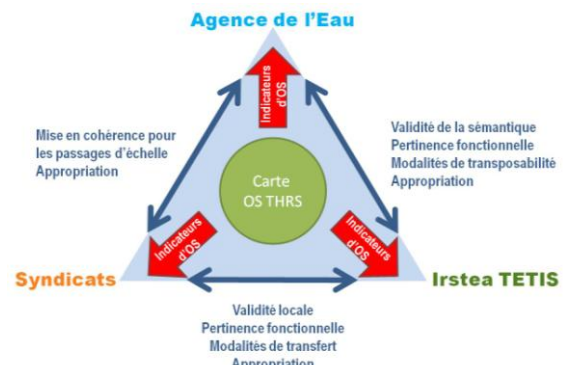 Agence de l'Eau
Indicateurs
d'OS
Mise en cohérence pour
les passages d'échelle
Appropriation
Validité de la sémantique
Pertinence fonctionnelle
Modalités de transposabilité
Appropriation
Carte
OS THRS
Indicateurs
d'OS
Indicateurs
d'OS
Syndicats
Irstea TETIS
Validité locale
Pertinence fonctionnelle
Modalités de transfert
Appropriation